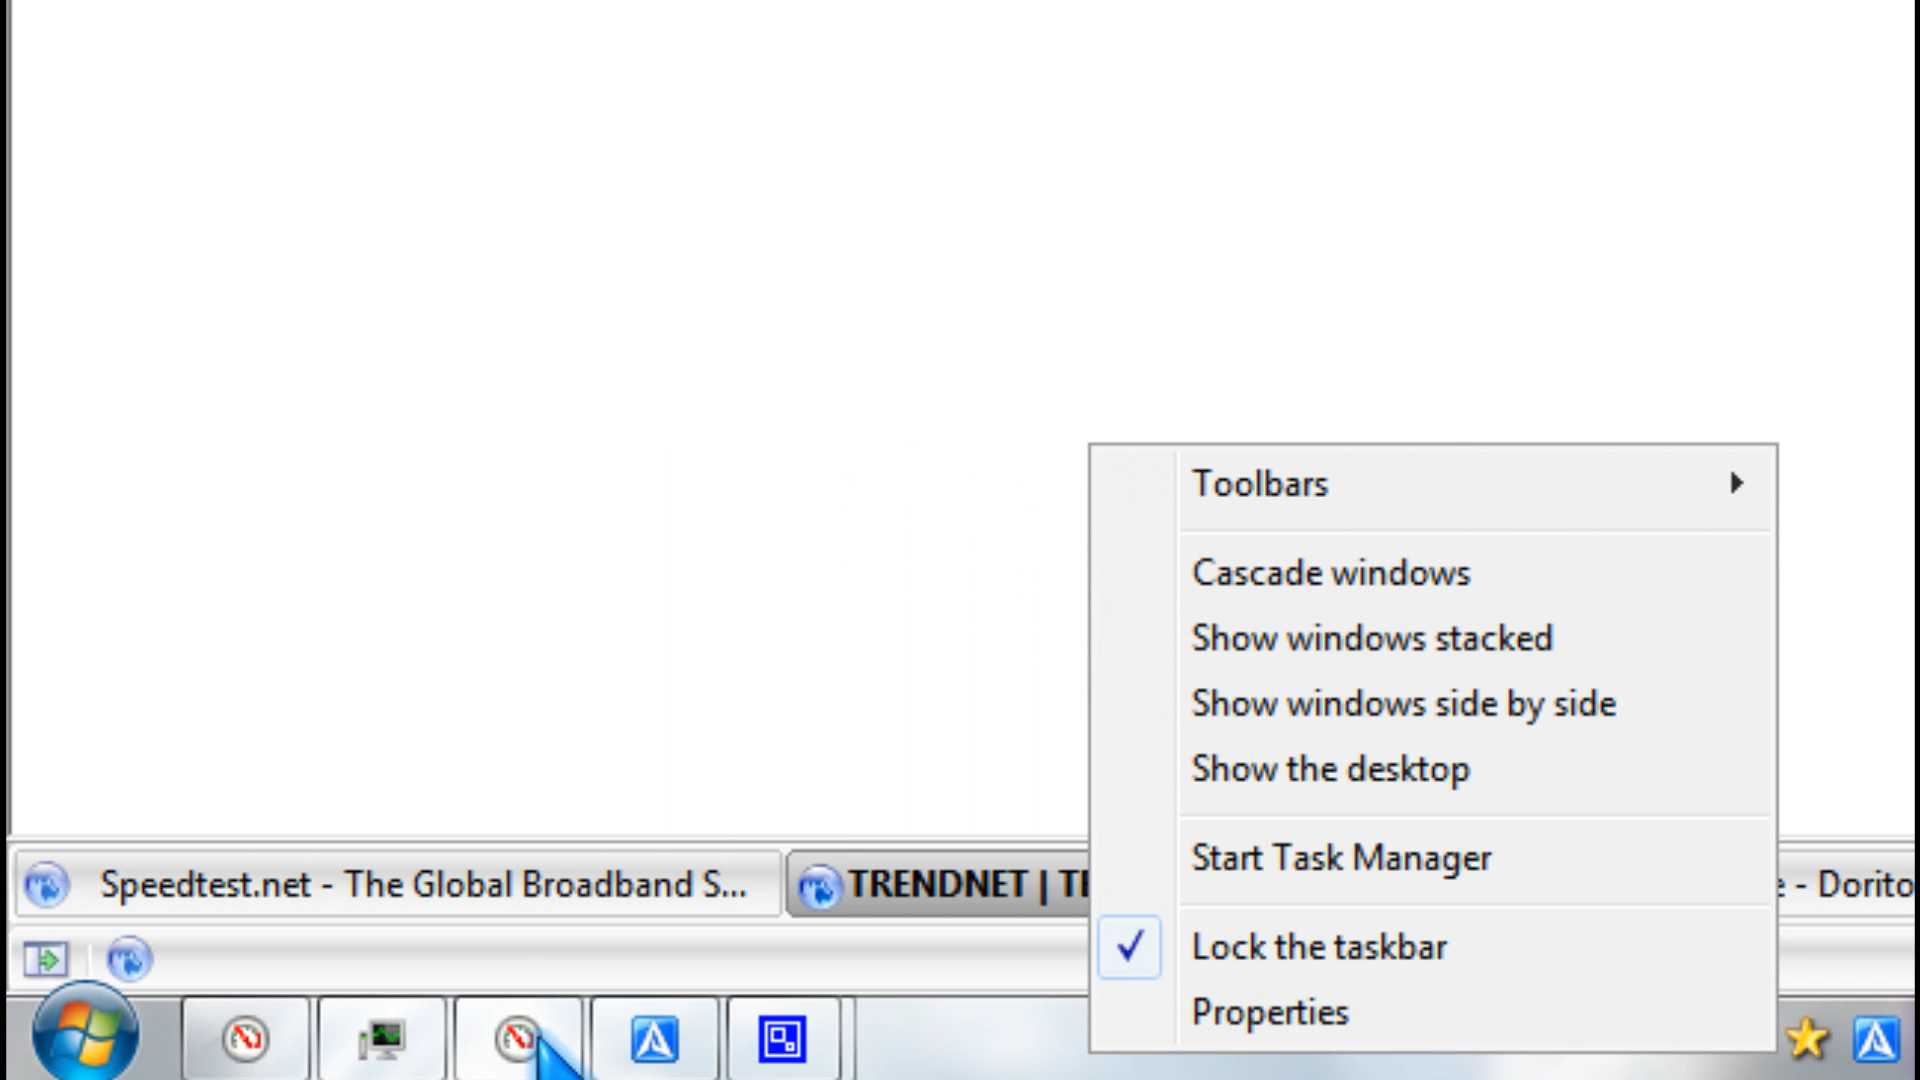 Toolbars
Cascade windows
Show windows stacked
Show windows side by side
Show the desktop
Start Task Manager
Speedtest.net - The Global Broadband S...
TRENDNET |
- Dorito
Lock the taskbar
Properties